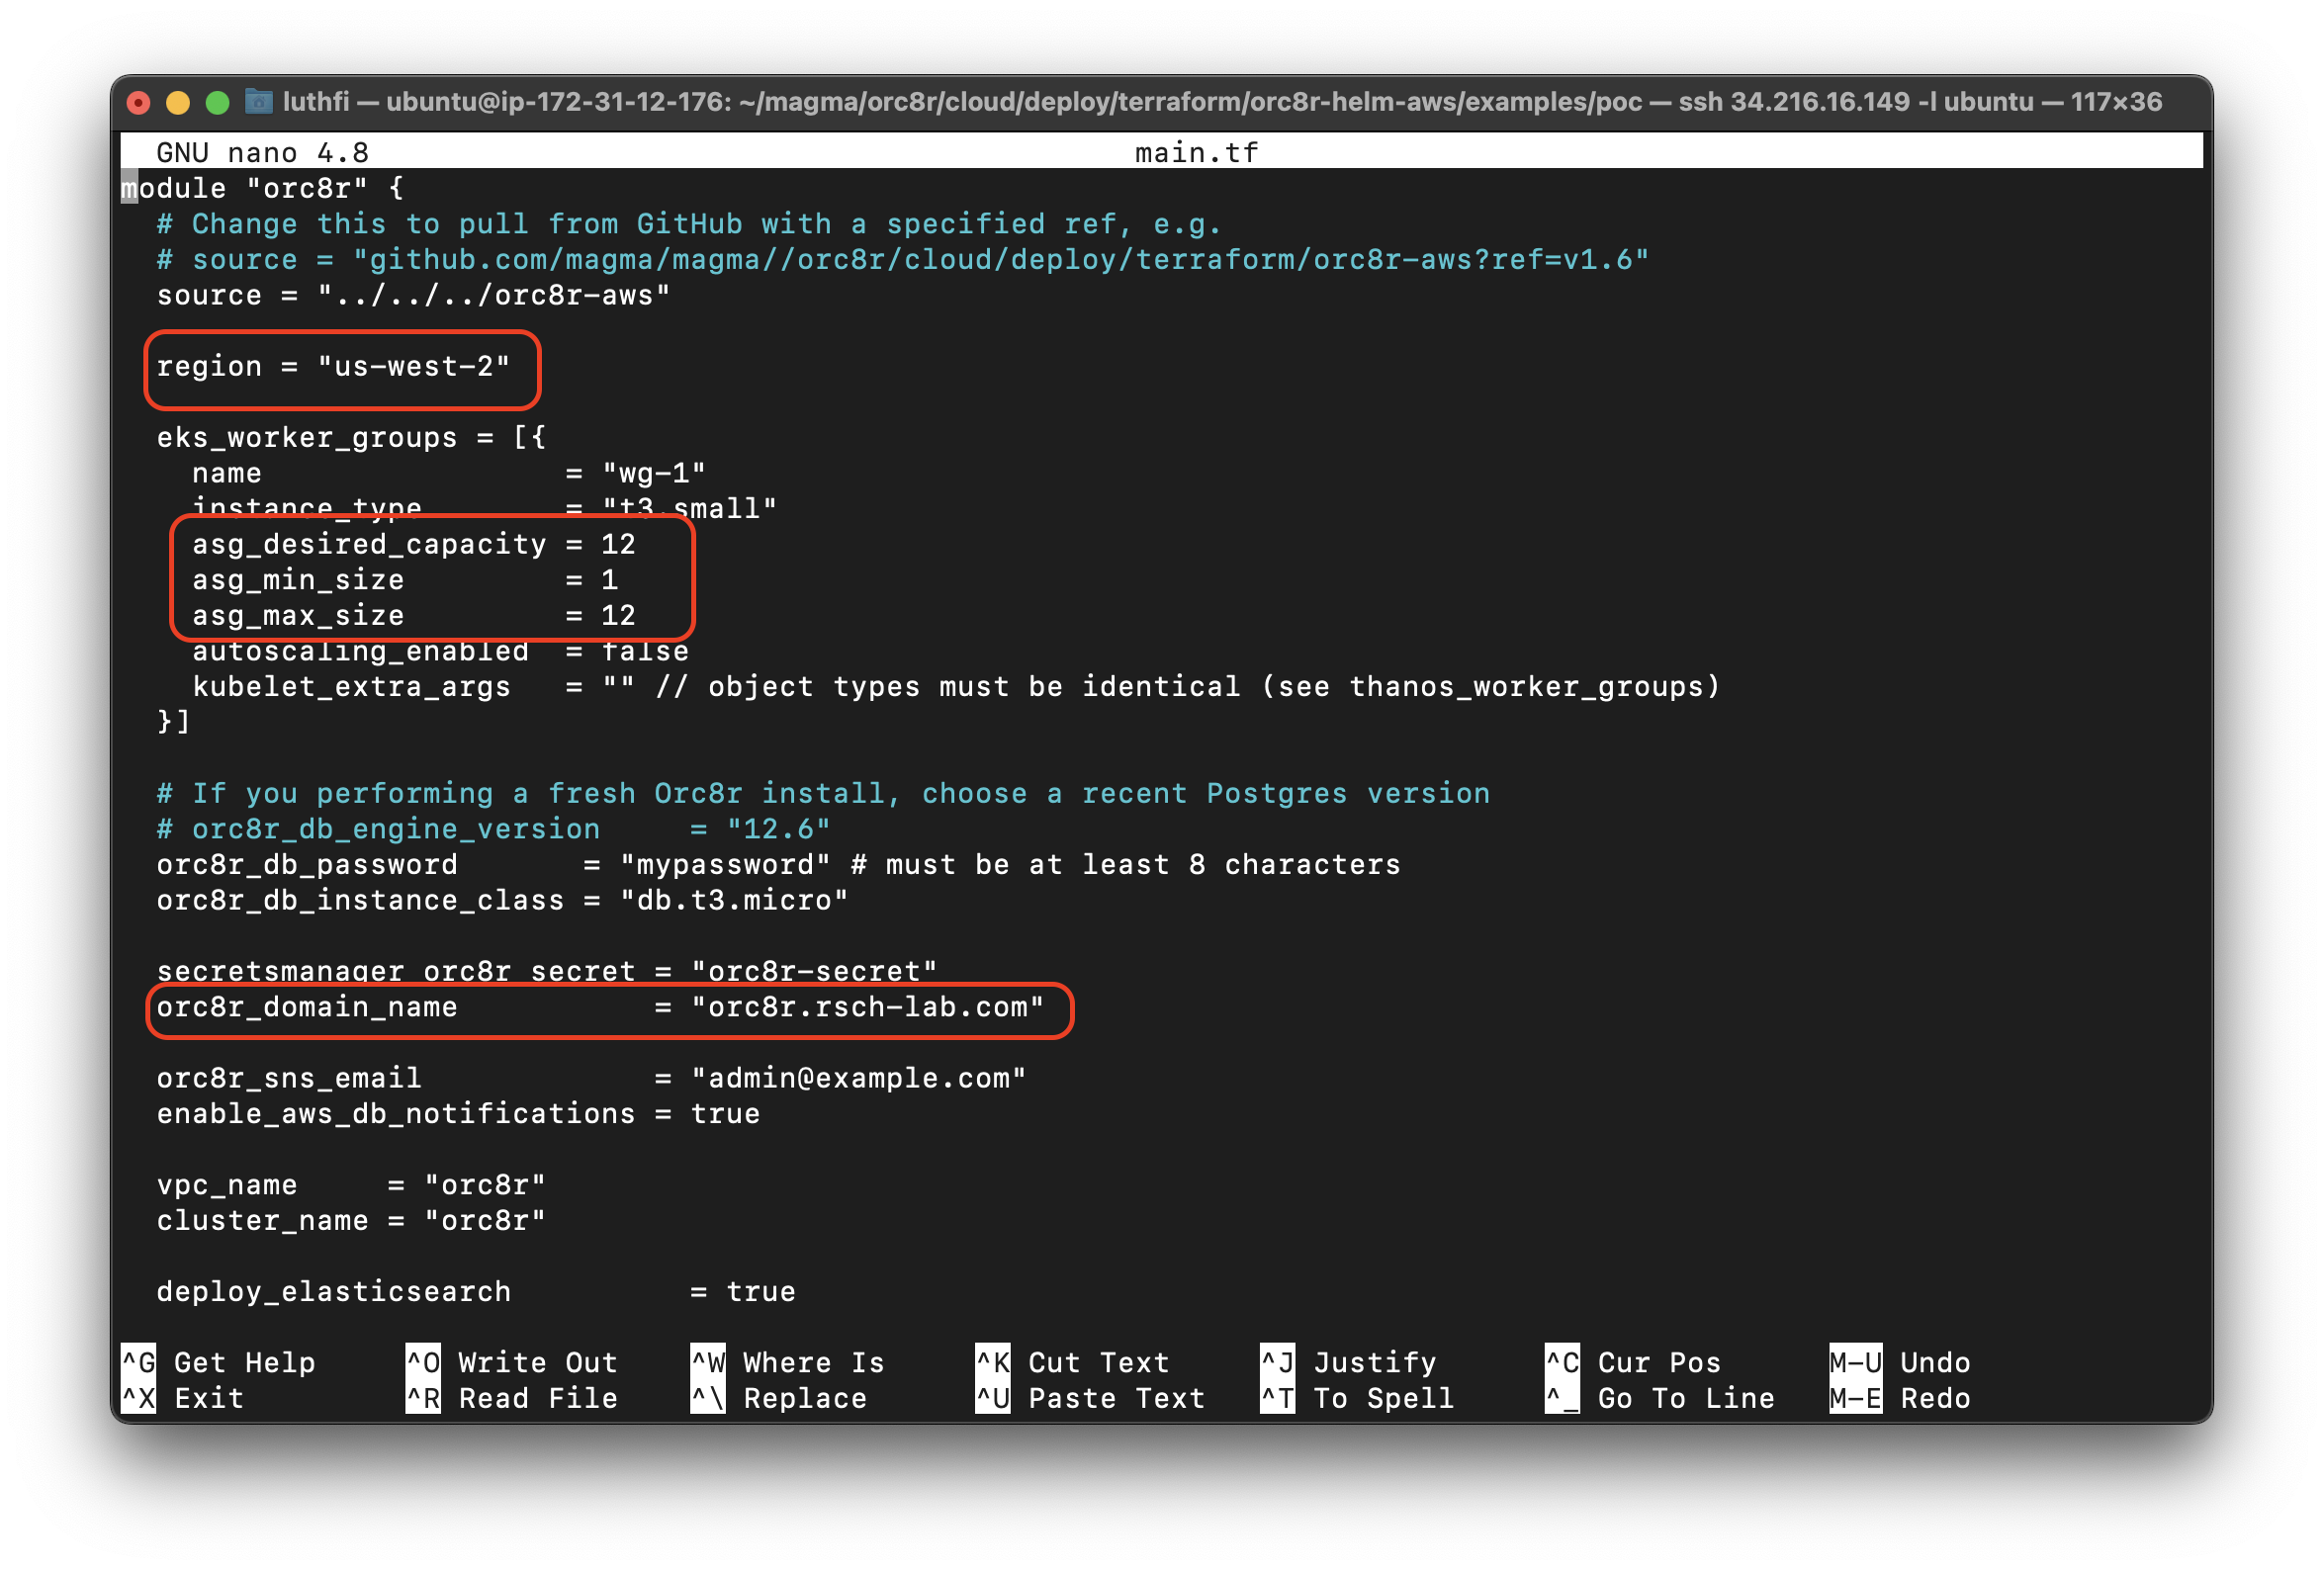 luthfi — ubuntu@ip-172-31-12-176: ~/magma/orc8r/cloud/deploy/terraform/orc8r-helm-aws/examples/poc — ssh 34.216.16.149 -l ubuntu — 117×36
GNU nano 4.8 main.tf
module "orc8r" {
# Change this to pull from GitHub with a specified ref, e.g.
# source = "github.com/magma/magma//orc8r/cloud/deploy/terraform/orc8r-aws?ref=v1.6"
source = "../../../orc8r-aws"
region = "us-west-2"
eks_worker_groups = [{
name = "wg-1"
instance_type = "t3.small"
asg_desired_capacity = 12
asg_min_size = 1
asg_max_size = 12
autoscaling_enabled = false
kubelet_extra_args = "" // object types must be identical (see thanos_worker_groups)
}]
# If you performing a fresh Orc8r install, choose a recent Postgres version
# orc8r_db_engine_version = "12.6"
orc8r_db_password = "mypassword" # must be at least 8 characters
orc8r_db_instance_class = "db.t3.micro"
secretsmanager_orc8r_secret = "orc8r-secret"
orc8r_domain_name = "orc8r.rsch-lab.com"
orc8r_sns_email = "admin@example.com"
enable_aws_db_notifications = true
vpc_name = "orc8r"
cluster_name = "orc8r"
deploy_elasticsearch = true
^G Get Help ^O Write Out ^W Where Is ^K Cut Text ^J Justify ^C Cur Pos M-U Undo
^X Exit ^R Read File ^\ Replace ^U Paste Text ^T To Spell ^_ Go To Line M-E Redo